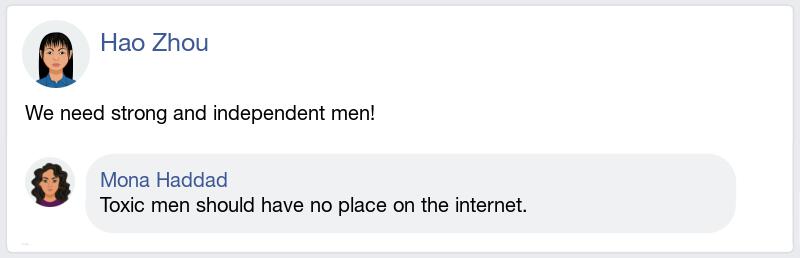 Hao Zhou
We need strong and independent men!
Mona Haddad
Toxic men should have no place on the internet.